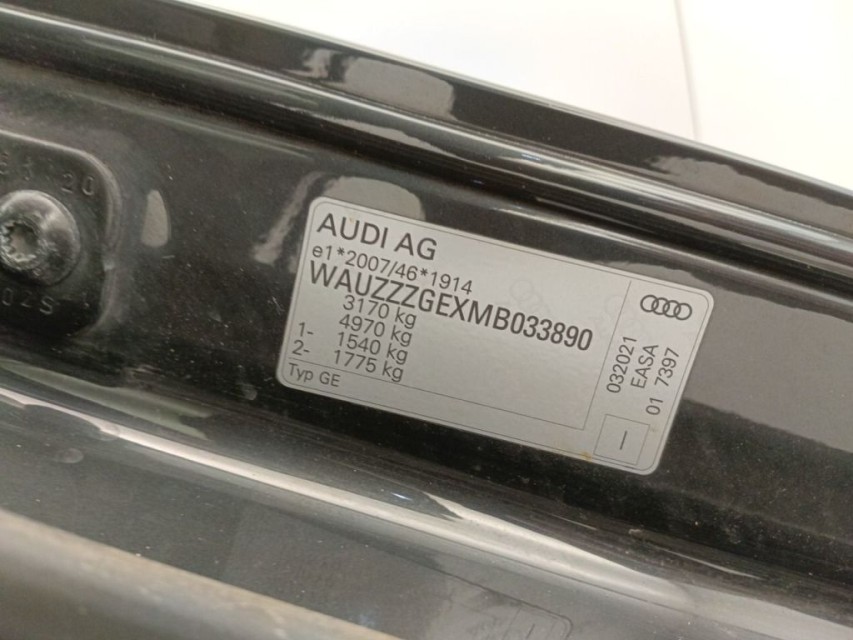 AUDI AG
e1*2007/46*1914
WAUZZZGEXMB033890
3170 kg
4970 kg
1- 1540 kg
2- 1775 kg
Typ GE
032021
EASA
01 7397
I
20